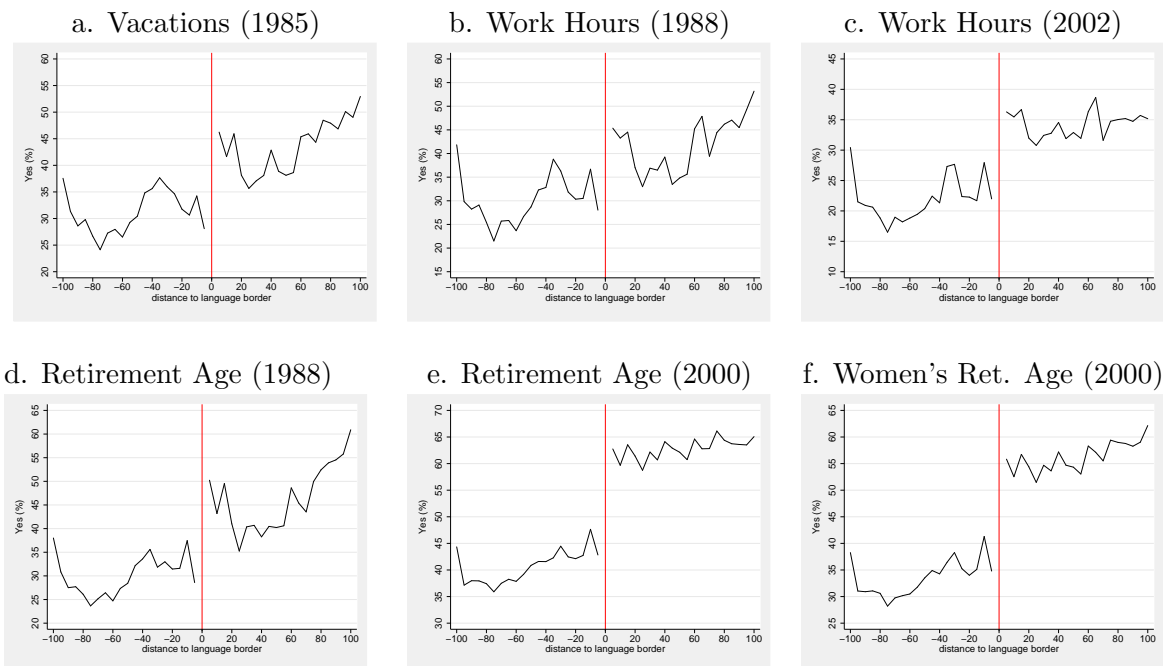 a. Vacations (1985)
b. Work Hours (1988)
c. Work Hours (2002)
Yes (%)
20 25 30 35 40 45 50 55 60
−100 −80 −60 −40 −20 0 20 40 60 80 100
distance to language border
Yes (%)
15 20 25 30 35 40 45 50 55 60
−100 −80 −60 −40 −20 0 20 40 60 80 100
distance to language border
Yes (%)
10 15 20 25 30 35 40 45
−100 −80 −60 −40 −20 0 20 40 60 80 100
distance to language border
d. Retirement Age (1988)
e. Retirement Age (2000)
f. Women's Ret. Age (2000)
Yes (%)
20 25 30 35 40 45 50 55 60 65
−100 −80 −60 −40 −20 0 20 40 60 80 100
distance to language border
Yes (%)
30 35 40 45 50 55 60 65 70
−100 −80 −60 −40 −20 0 20 40 60 80 100
distance to language border
Yes (%)
25 30 35 40 45 50 55 60 65
−100 −80 −60 −40 −20 0 20 40 60 80 100
distance to language border